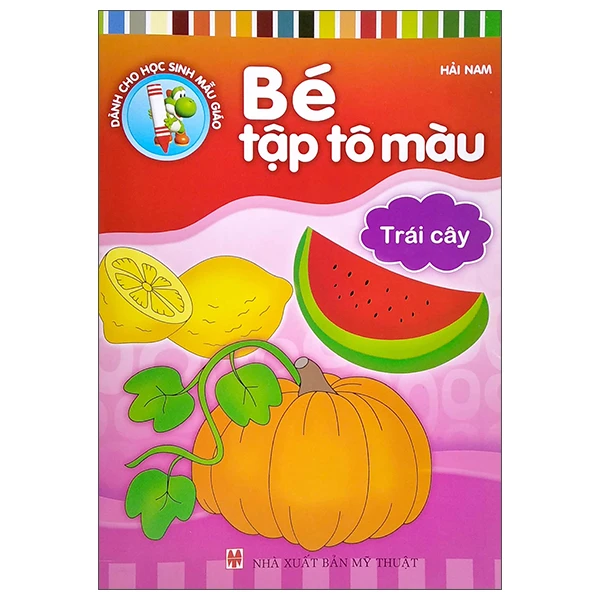 DÀNH CHO HỌC SINH MẪU GIÁO
HẢI NAM
Bé
tập tô màu
Trái cây
NHÀ XUẤT BẢN MỸ THUẬT